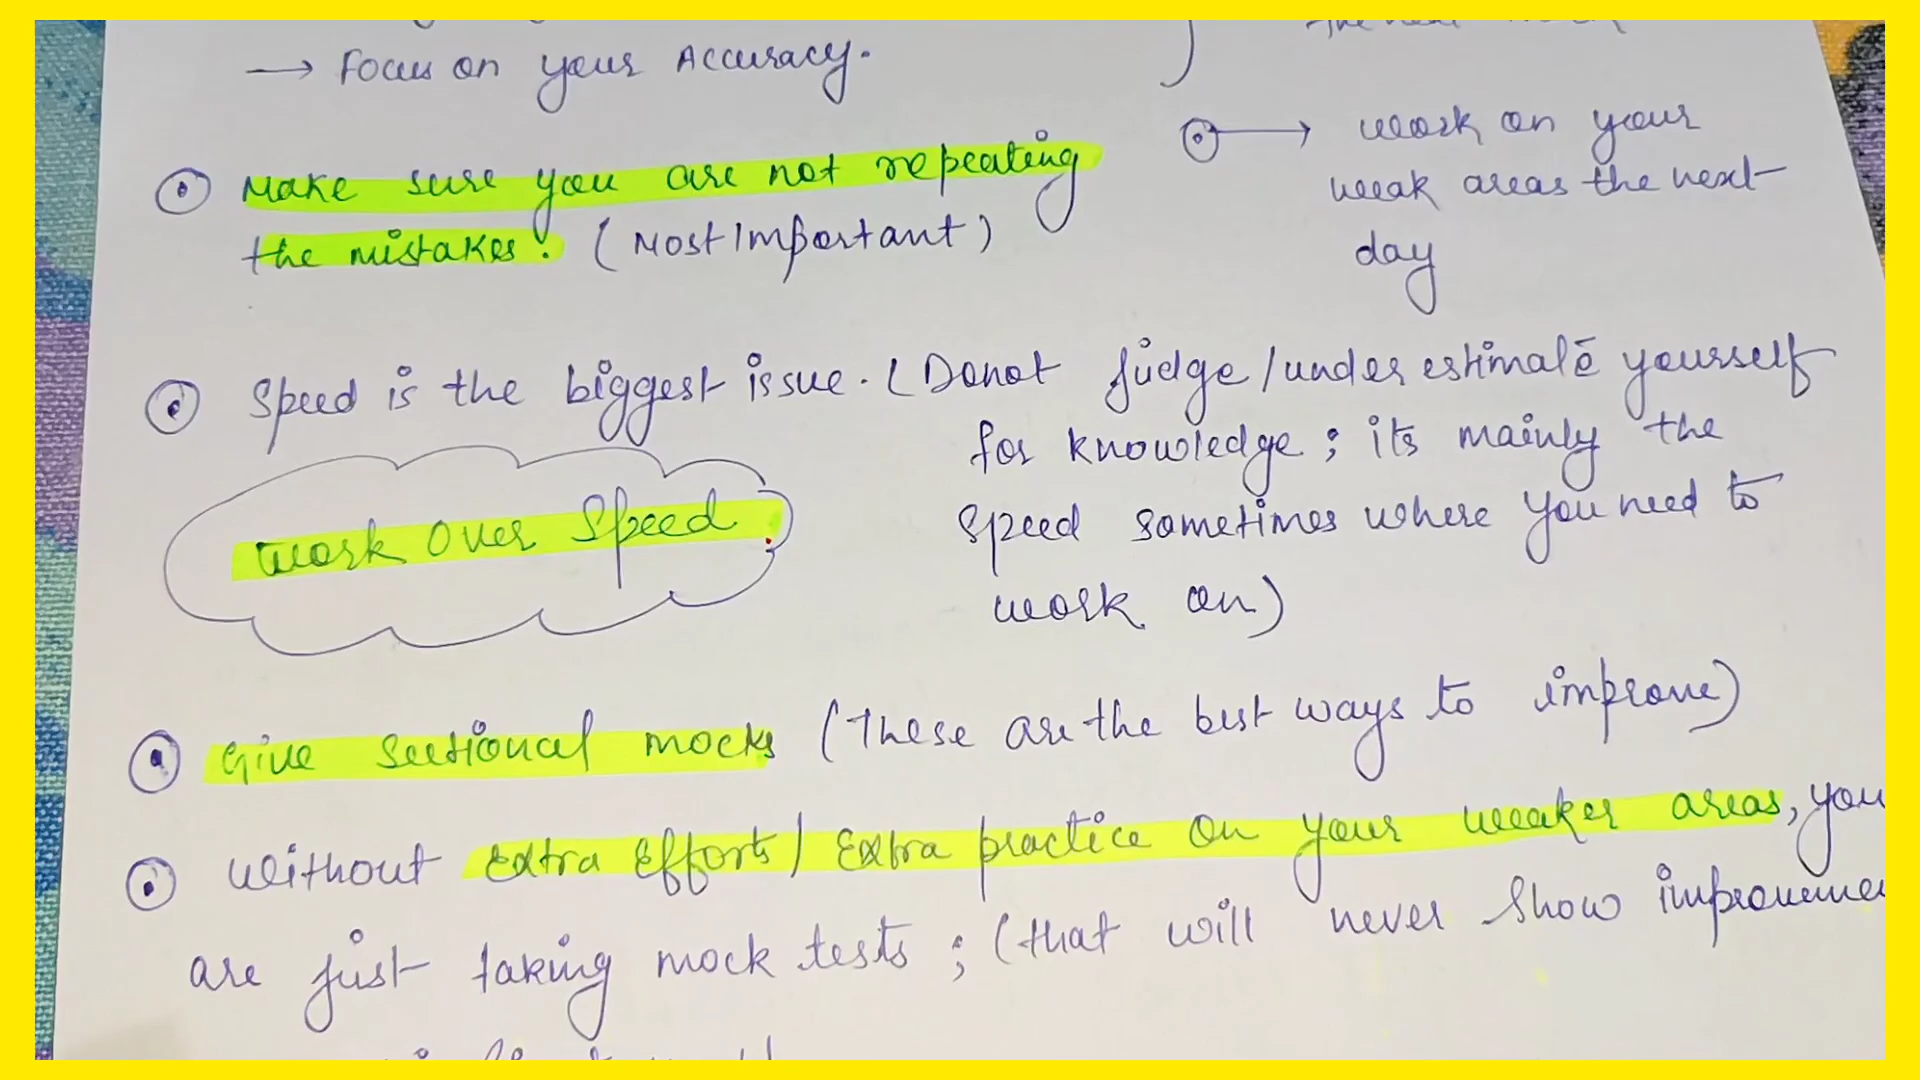 → Focus on your Accuracy.
Make sure you are not repeating
the mistakes. (Most Important)
→ work on your
weak areas the next
day
Speed is the biggest issue. (Donot judge/under estimate yourself
for knowledge; its mainly the
speed sometimes where you need to
work on)
Work Over Speed.
Give sectional mocks (These are the best ways to improve)
Without Extra Efforts/ Extra practice on your weaker areas, you
are just taking mock tests; (that will never show improveme